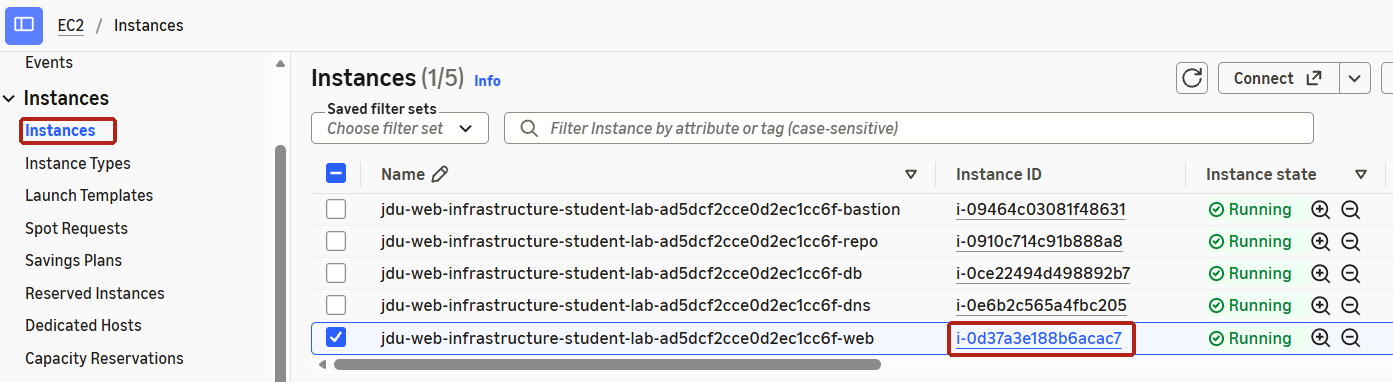 EC2 / Instances
Events
Instances
Instances
Instance Types
Launch Templates
Spot Requests
Savings Plans
Reserved Instances
Dedicated Hosts
Capacity Reservations
Instances (1/5) Info
Connect
Saved filter sets
Choose filter set
Filter Instance by attribute or tag (case-sensitive)
Name Instance ID Instance state
jdu-web-infrastructure-student-lab-ad5dcf2cce0d2ec1cc6f-bastion i-09464c03081f48631 Running
jdu-web-infrastructure-student-lab-ad5dcf2cce0d2ec1cc6f-repo i-0910c714c91b888a8 Running
jdu-web-infrastructure-student-lab-ad5dcf2cce0d2ec1cc6f-db i-0ce22494d498892b7 Running
jdu-web-infrastructure-student-lab-ad5dcf2cce0d2ec1cc6f-dns i-0e6b2c565a4fbc205 Running
jdu-web-infrastructure-student-lab-ad5dcf2cce0d2ec1cc6f-web i-0d37a3e188b6acac7 Running